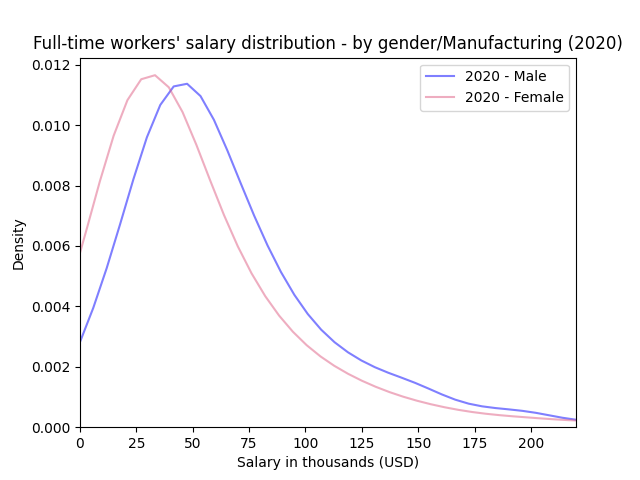 Full-time workers' salary distribution - by gender/Manufacturing (2020)
0.012
0.010
0.008
0.006
0.004
0.002
0.000
Density
2020 - Male
2020 - Female
0 25 50 75 100 125 150 175 200
Salary in thousands (USD)